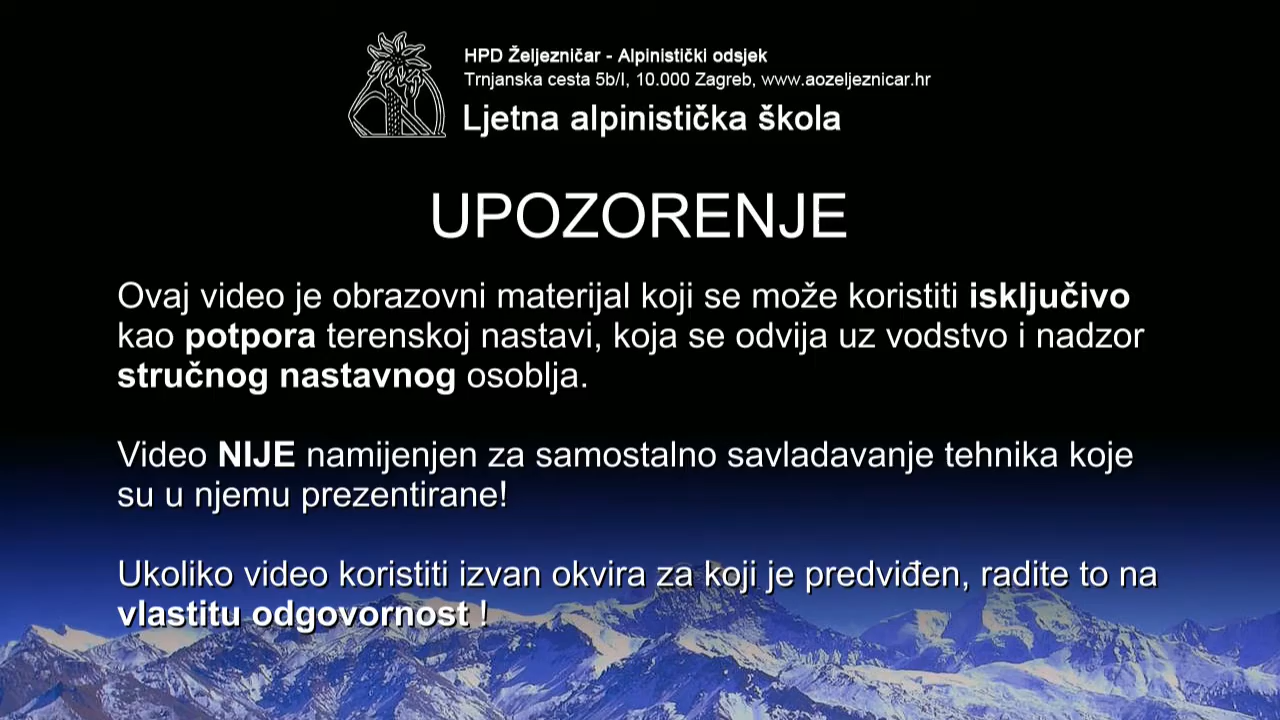 HPD Željezničar - Alpinistički odsjek
Trnjanska cesta 5b/I, 10.000 Zagreb, www.aozeljeznicar.hr
Ljetna alpinistička škola
UPOZORENJE
Ovaj video je obrazovni materijal koji se može koristiti isključivo
kao potpora terenskoj nastavi, koja se odvija uz vodstvo i nadzor
stručnog nastavnog osoblja.
Video NIJE namijenjen za samostalno savladavanje tehnika koje
su u njemu prezentirane!
Ukoliko video koristiti izvan okvira za koji je predviđen, radite to na
vlastitu odgovornost !